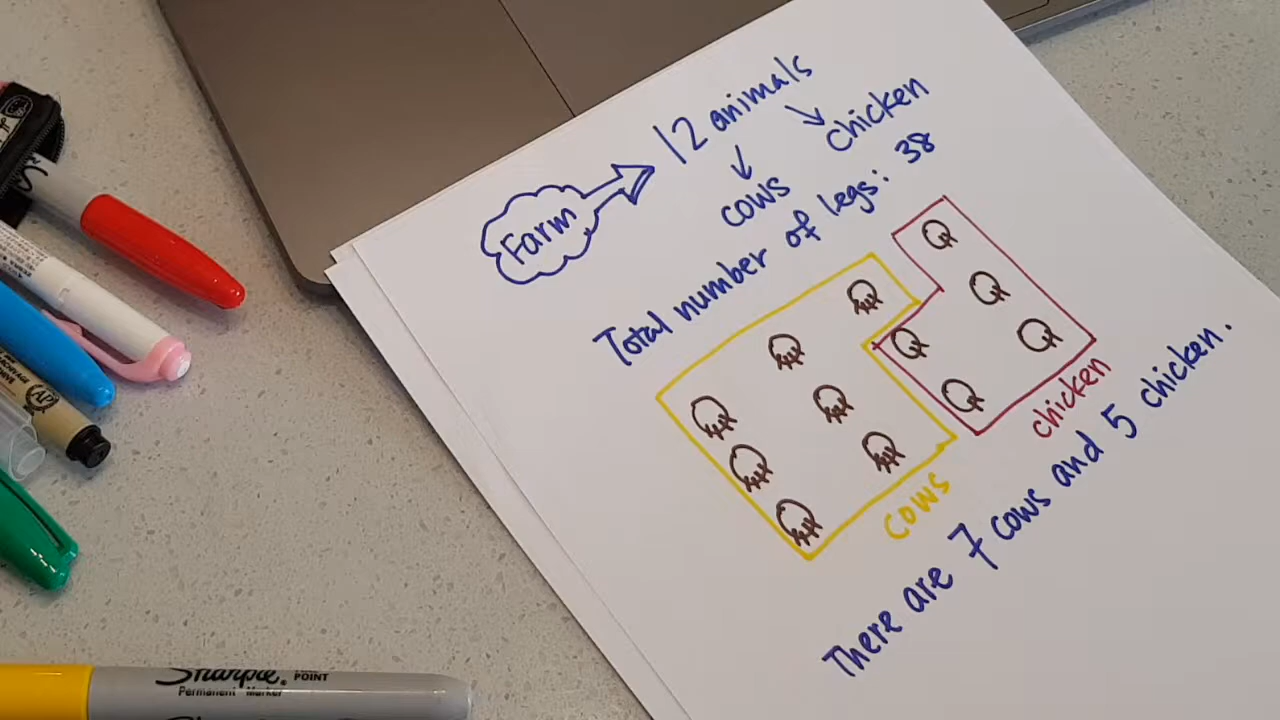 12 animals
Farm
cows
chicken
Total number of legs: 38
cows
chicken
There are 7 cows and 5 chicken.
Sharpie
POINT
Permanent Marker
AP